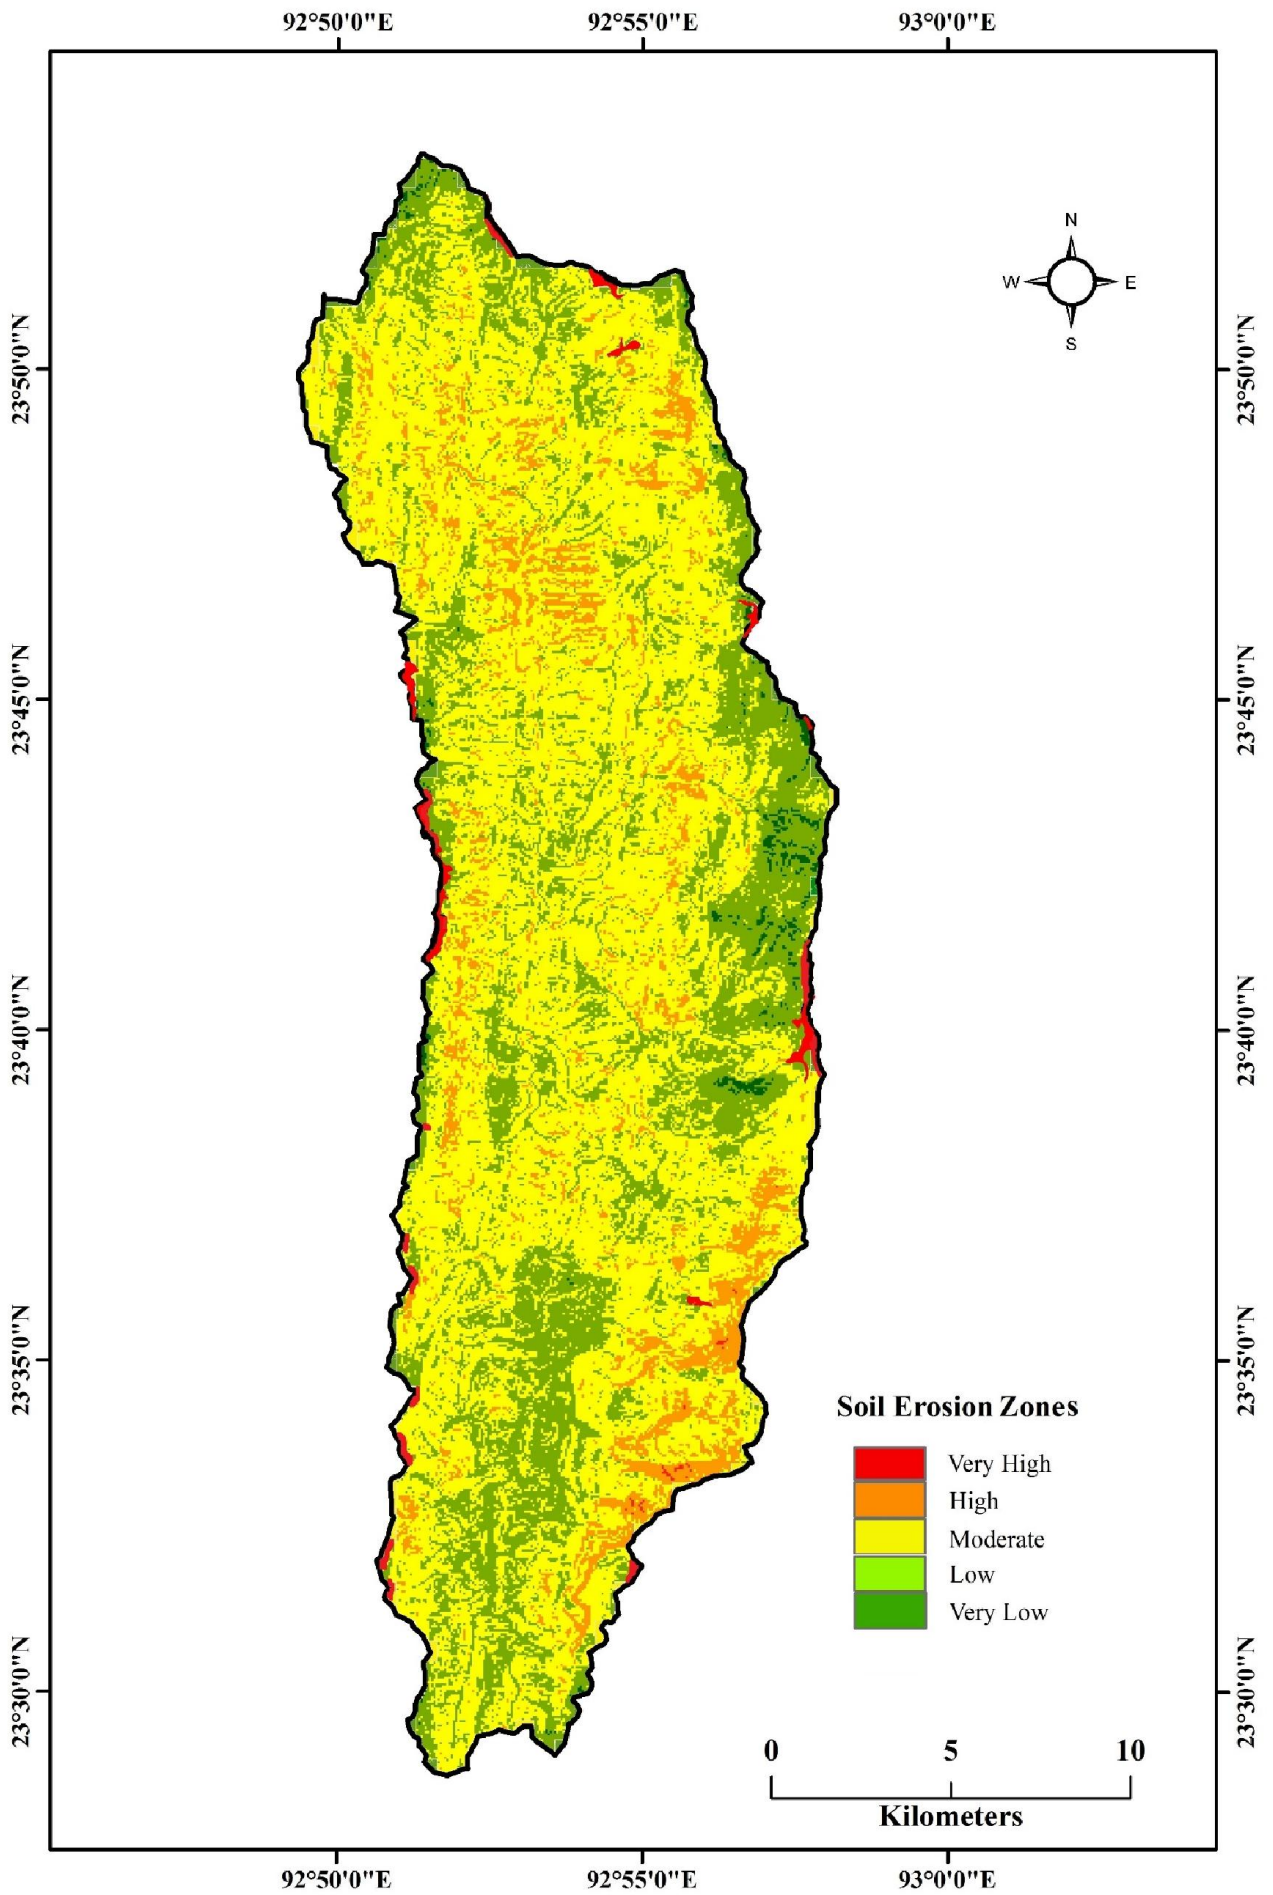 92°50'0"E 92°55'0"E 93°0'0"E
N
W E
S
23°50'0"N 23°50'0"N
23°45'0"N 23°45'0"N
23°40'0"N 23°40'0"N
23°35'0"N 23°35'0"N
Soil Erosion Zones
Very High
High
Moderate
Low
Very Low
23°30'0"N 23°30'0"N
0 5 10
Kilometers
92°50'0"E 92°55'0"E 93°0'0"E